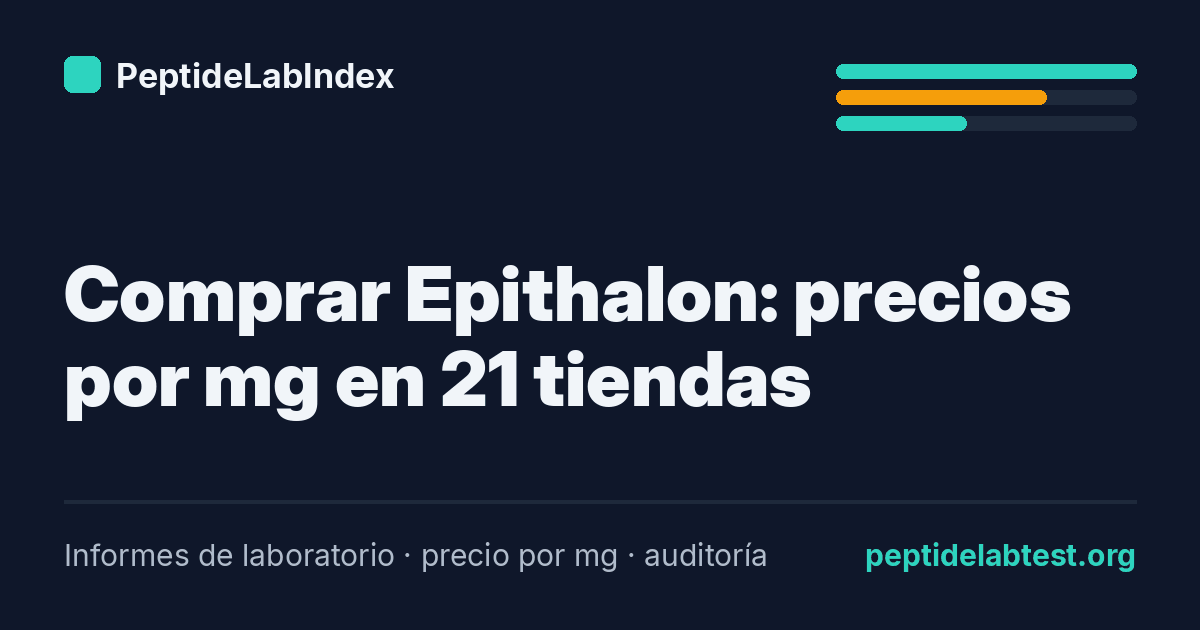 PeptideLabIndex
Comprar Epithalon: precios
por mg en 21 tiendas
Informes de laboratorio · precio por mg · auditoría
peptidelabtest.org